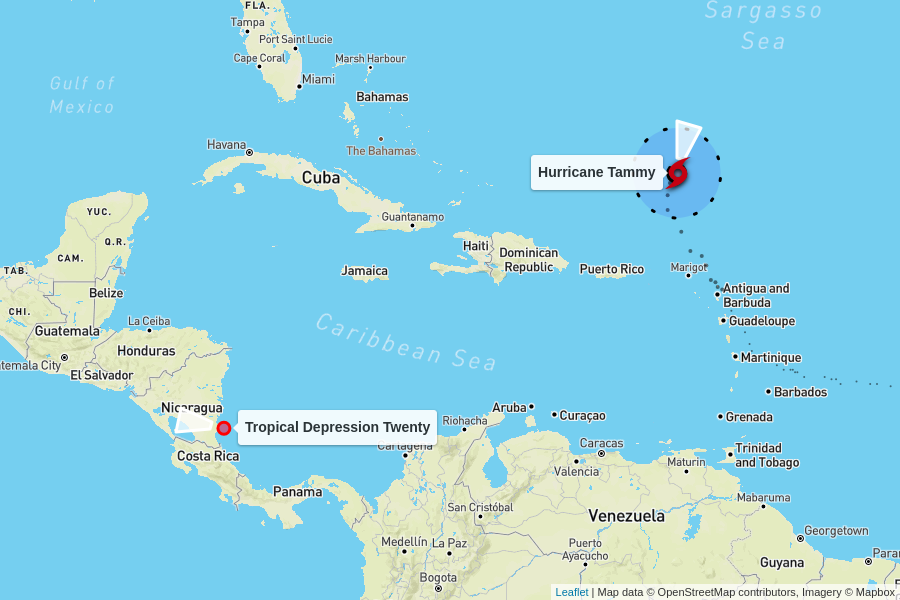 FLA.
Sargasso
Sea
Tampa
Port Saint Lucie
Cape Coral
Marsh Harbour
Miami
Gulf of
Mexico
Bahamas
Havana
The Bahamas
Cuba
Hurricane Tammy
YUC.
Guantanamo
Q.R.
Haiti
Dominican
Republic
CAM.
TAB.
Jamaica
Puerto Rico
Marigot
Belize
Antigua and
Barbuda
CHI.
La Ceiba
Guadeloupe
Guatemala
Caribbean Sea
Honduras
Martinique
temala City
El Salvador
Barbados
Nicaragua
Aruba
Curaçao
Grenada
Riohacha
Tropical Depression Twenty
Cartagena
Caracas
Costa Rica
Trinidad
and Tobago
Valencia
Maturin
Panama
Mabaruma
San Cristóbal
Venezuela
Georgetown
Medellín
La Paz
Puerto
Ayacucho
Guyana
Bogota
Leaflet | Map data © OpenStreetMap contributors, Imagery © Mapbox